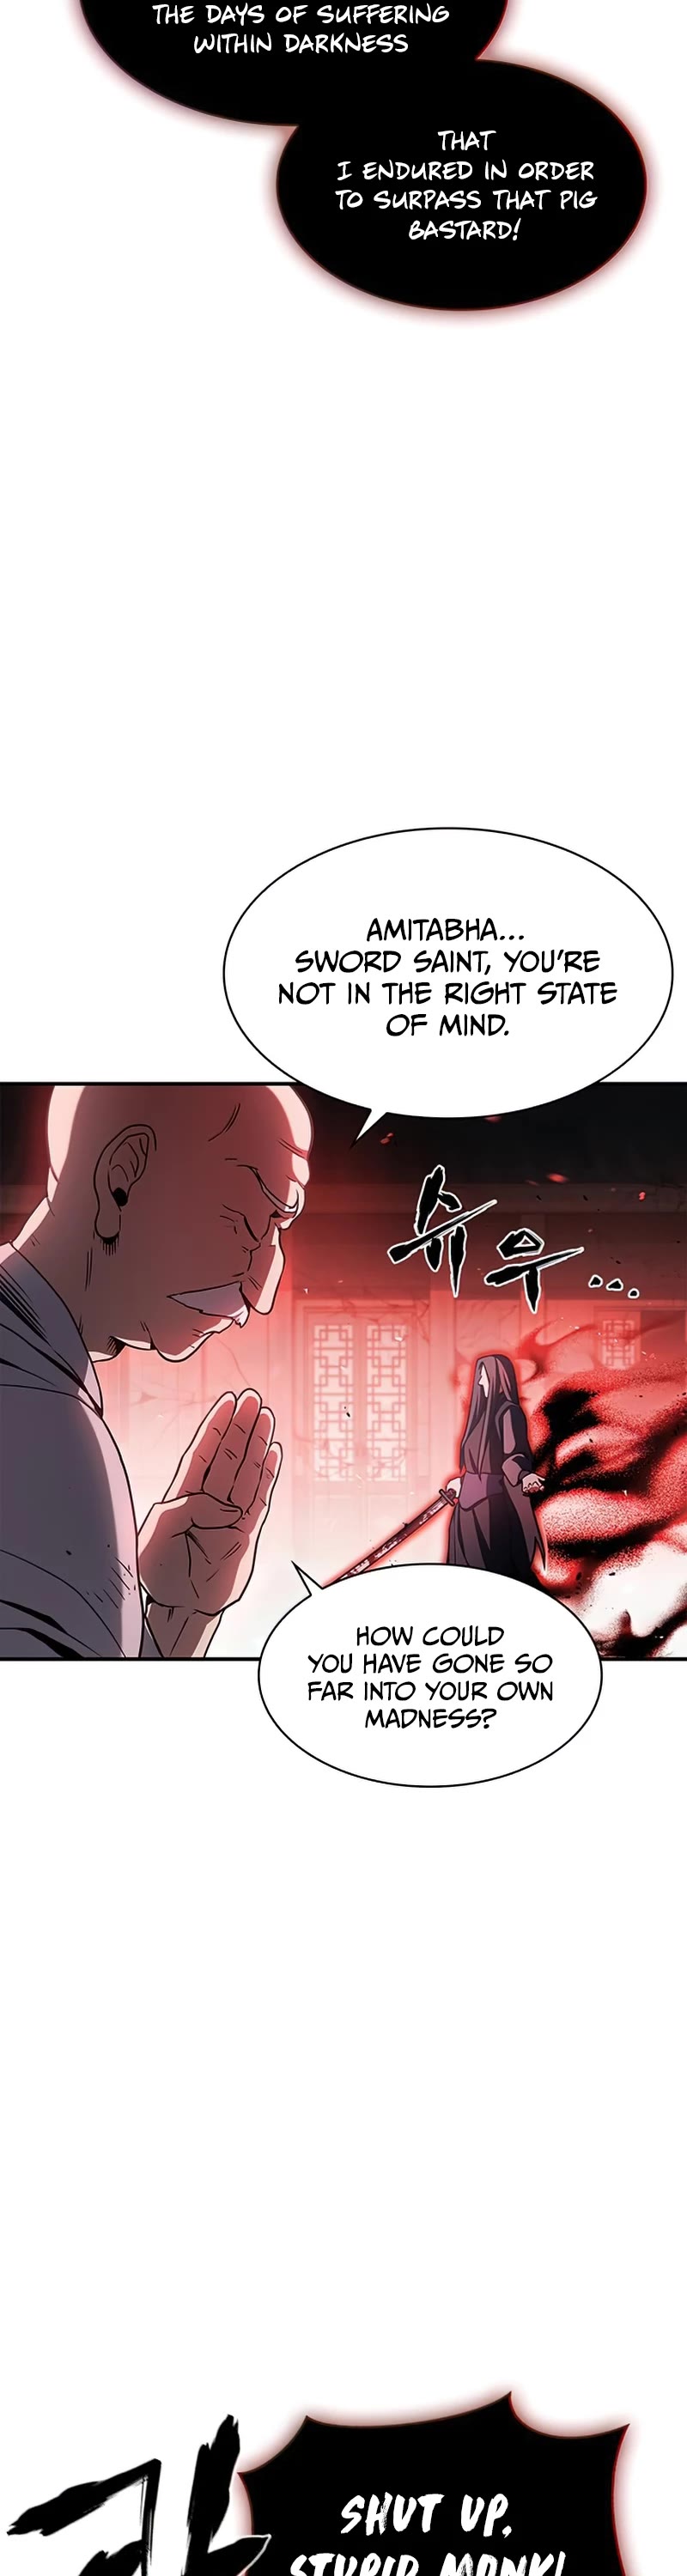 THE DAYS OF SUFFERING
WITHIN DARKNESS
THAT
I ENDURED IN ORDER
TO SURPASS THAT PIG
BASTARD!
AMITABHA...
SWORD SAINT, YOU'RE
NOT IN THE RIGHT STATE
OF MIND.
슈우...
HOW COULD
YOU HAVE GONE SO
FAR INTO YOUR OWN
MADNESS?
SHUT UP,
STUPID MONK!